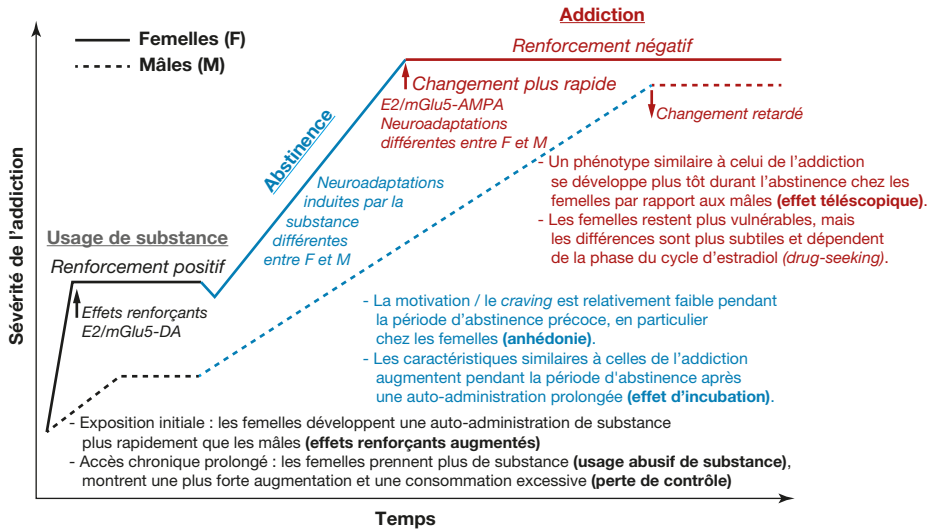 Addiction
Femelles (F)
Mâles (M)
Renforcement négatif
Changement plus rapide
E2/mGlu5-AMPA
Neuroadaptations
différentes entre F et M
Changement retardé
Abstinence
Neuroadaptations
induites par la
substance
différentes
entre F et M
- Un phénotype similaire à celui de l'addiction
se développe plus tôt durant l'abstinence chez les
femelles par rapport aux mâles (effet téléscopique).
- Les femelles restent plus vulnérables, mais
les différences sont plus subtiles et dépendent
de la phase du cycle d'estradiol (drug-seeking).
Usage de substance
Renforcement positif
Effets renforçants
E2/mGlu5-DA
- La motivation / le craving est relativement faible pendant
la période d'abstinence précoce, en particulier
chez les femelles (anhédonie).
- Les caractéristiques similaires à celles de l'addiction
augmentent pendant la période d'abstinence après
une auto-administration prolongée (effet d'incubation).
- Exposition initiale : les femelles développent une auto-administration de substance
plus rapidement que les mâles (effets renforçants augmentés)
- Accès chronique prolongé : les femelles prennent plus de substance (usage abusif de substance),
montrent une plus forte augmentation et une consommation excessive (perte de contrôle)
Sévérité de l'addiction
Temps